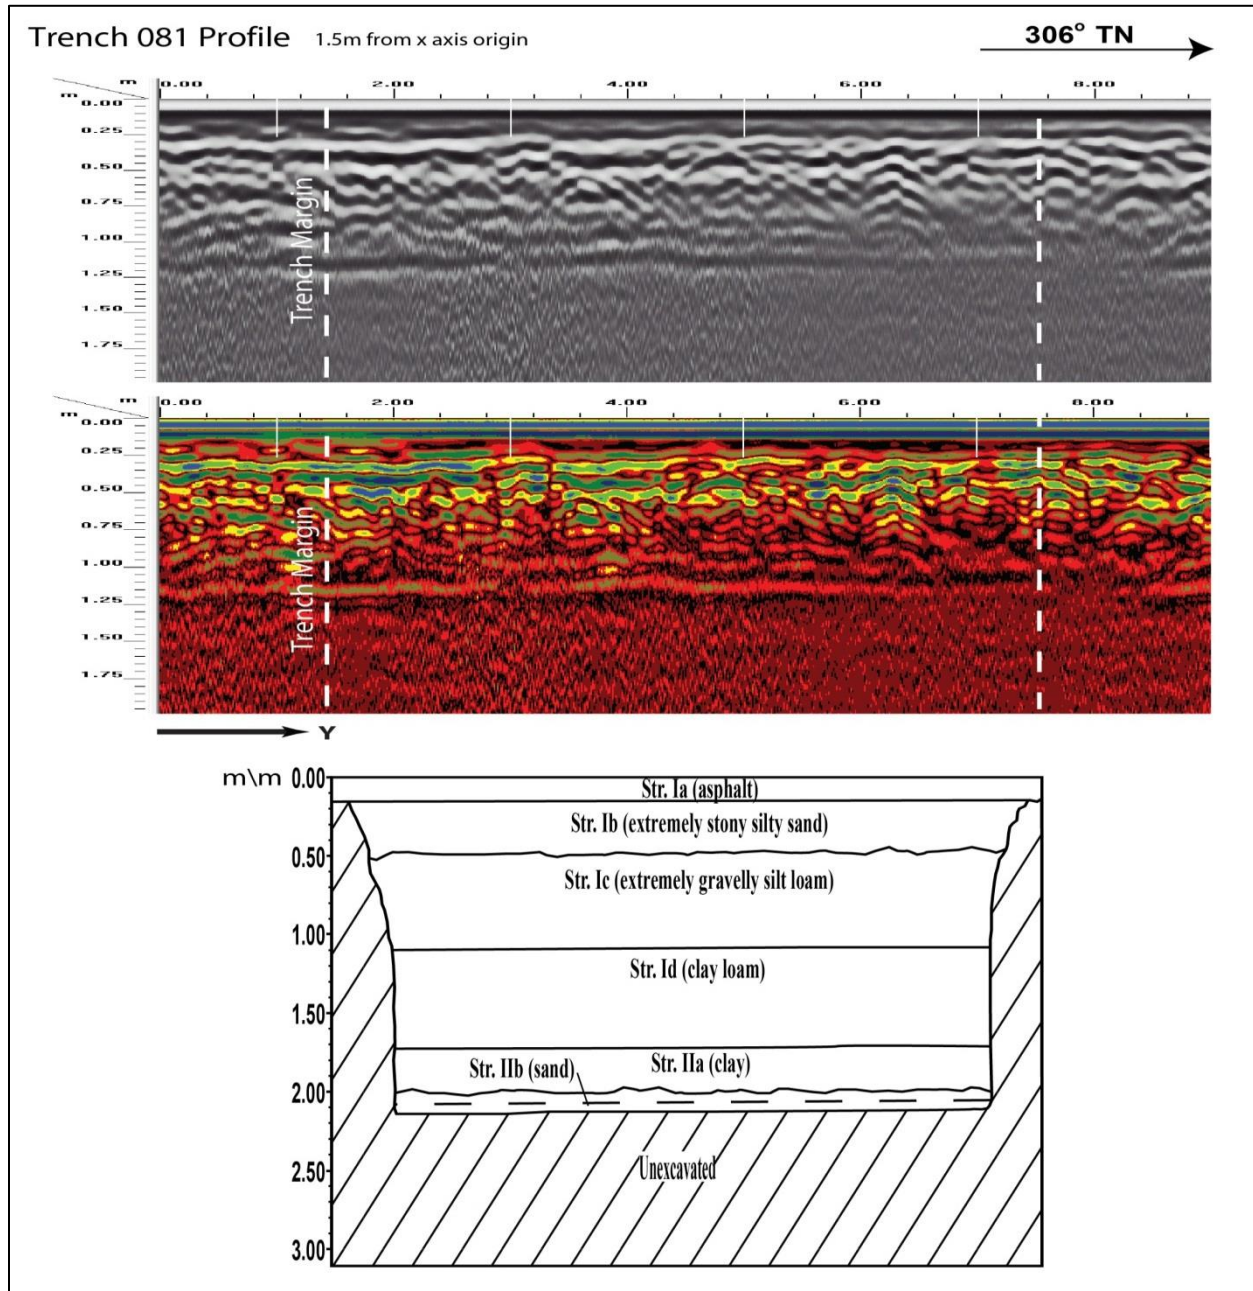 Trench 081 Profile 1.5m from x axis origin
306° TN
m 0.00 2.00 4.00 6.00 8.00
m
0.00
0.25
0.50
0.75
1.00
1.25
1.50
1.75
Trench Margin
m 0.00 2.00 4.00 6.00 8.00
m
0.00
0.25
0.50
0.75
1.00
1.25
1.50
1.75
Trench Margin
Y
m\m 0.00
Str. Ia (asphalt)
Str. Ib (extremely stony silty sand)
0.50
Str. Ic (extremely gravelly silt loam)
1.00
Str. Id (clay loam)
1.50
Str. IIb (sand) Str. IIa (clay)
2.00
2.50 Unexcavated
3.00